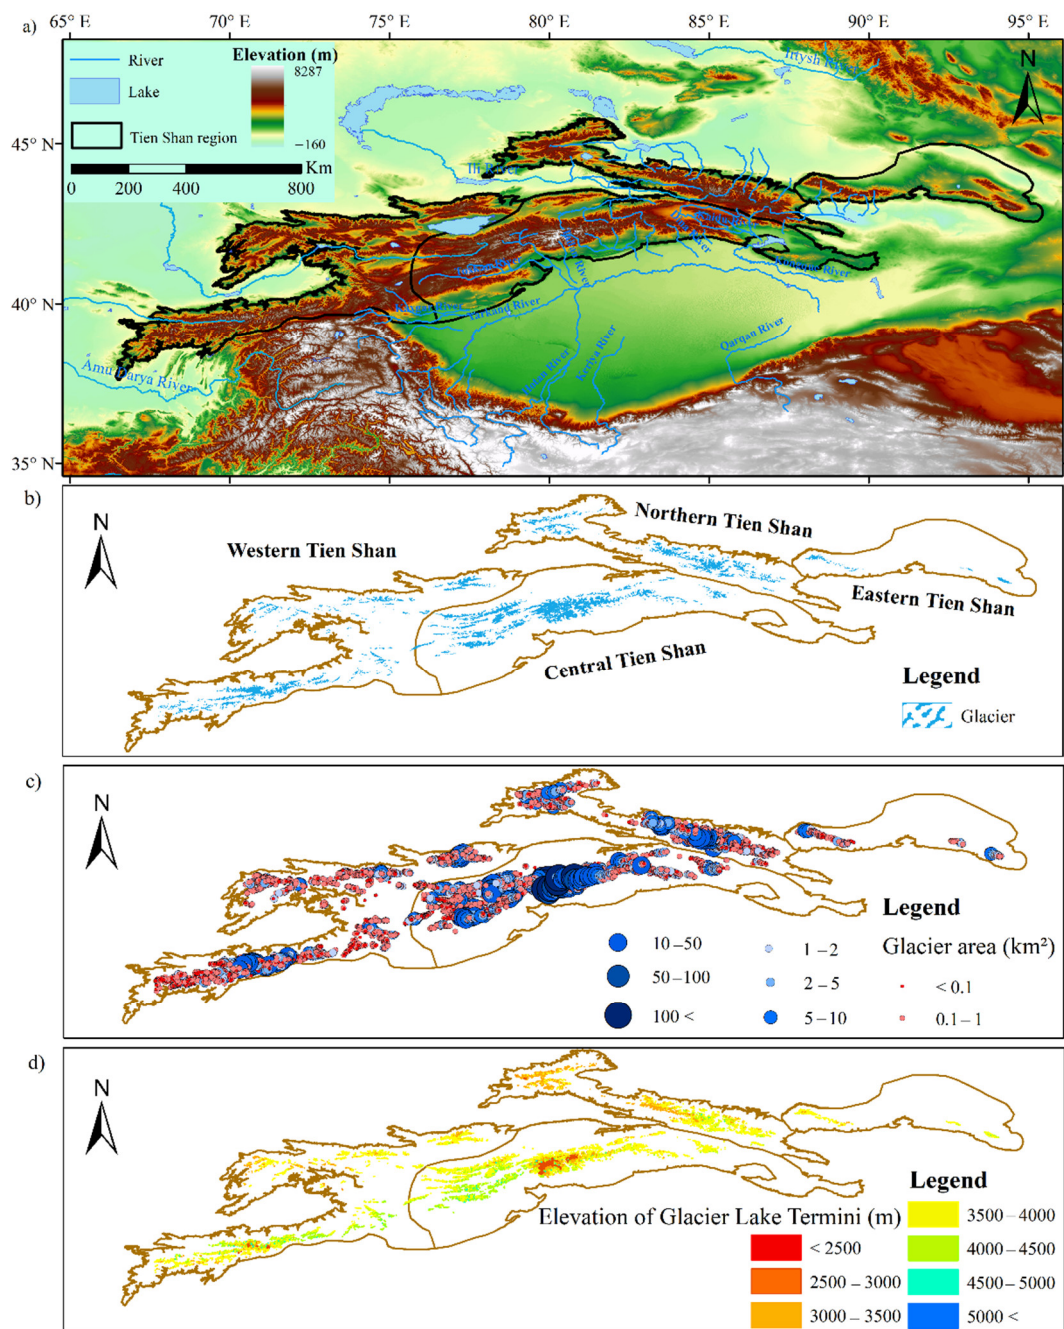 65° E 70° E 75° E 80° E 85° E 90° E 95° E
a)
River
Lake
Tien Shan region
Elevation (m)
8287
−160
Km
0 200 400 800
N
45° N
40° N
35° N
Irtysh River
Ili River
Yarkand River
Hotan River
Keriya River
Qarqan River
Amu Darya River
River
River
River
b)
N
Western Tien Shan
Northern Tien Shan
Eastern Tien Shan
Central Tien Shan
Legend
Glacier
c)
N
Legend
Glacier area (km²)
10–50
50–100
100 <
1–2
2–5
5–10
< 0.1
0.1–1
d)
N
Legend
Elevation of Glacier Lake Termini (m)
< 2500
2500–3000
3000–3500
3500–4000
4000–4500
4500–5000
5000 <